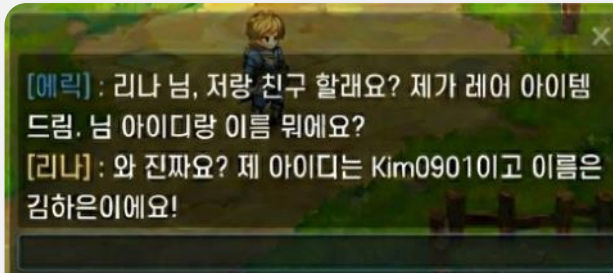 [에릭] : 리나 님, 저랑 친구 할래요? 제가 레어 아이템
드림. 님 아이디랑 이름 뭐에요?
[리나] : 와 진짜요? 제 아이디는 Kim0901이고 이름은
김하은이에요!